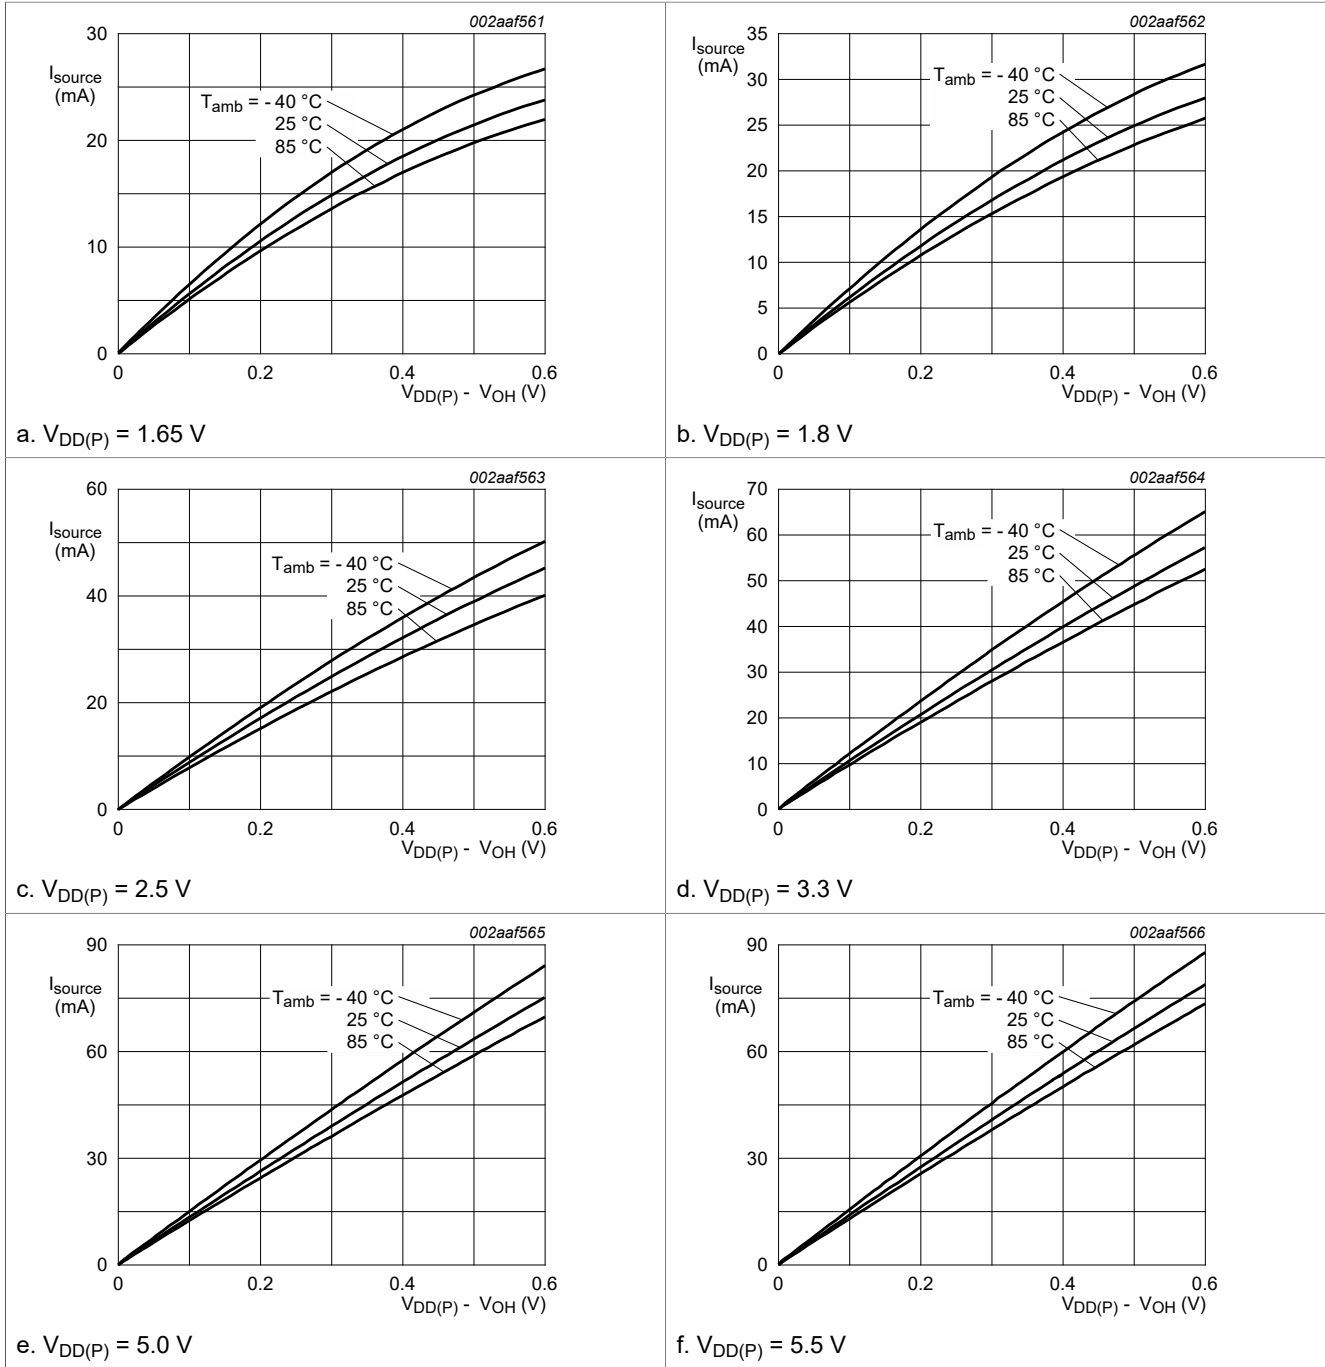 002aaf561
30
20
10
0
Isource
(mA)
Tamb = - 40 °C
25 °C
85 °C
0 0.2 0.4 0.6
VDD(P) - VOH (V)
a. VDD(P) = 1.65 V
002aaf562
35
30
25
20
15
10
5
0
Isource
(mA)
Tamb = - 40 °C
25 °C
85 °C
0 0.2 0.4 0.6
VDD(P) - VOH (V)
b. VDD(P) = 1.8 V
002aaf563
60
40
20
0
Isource
(mA)
Tamb = - 40 °C
25 °C
85 °C
0 0.2 0.4 0.6
VDD(P) - VOH (V)
c. VDD(P) = 2.5 V
002aaf564
70
60
50
40
30
20
10
0
Isource
(mA)
Tamb = - 40 °C
25 °C
85 °C
0 0.2 0.4 0.6
VDD(P) - VOH (V)
d. VDD(P) = 3.3 V
002aaf565
90
60
30
0
Isource
(mA)
Tamb = - 40 °C
25 °C
85 °C
0 0.2 0.4 0.6
VDD(P) - VOH (V)
e. VDD(P) = 5.0 V
002aaf566
90
60
30
0
Isource
(mA)
Tamb = - 40 °C
25 °C
85 °C
0 0.2 0.4 0.6
VDD(P) - VOH (V)
f. VDD(P) = 5.5 V